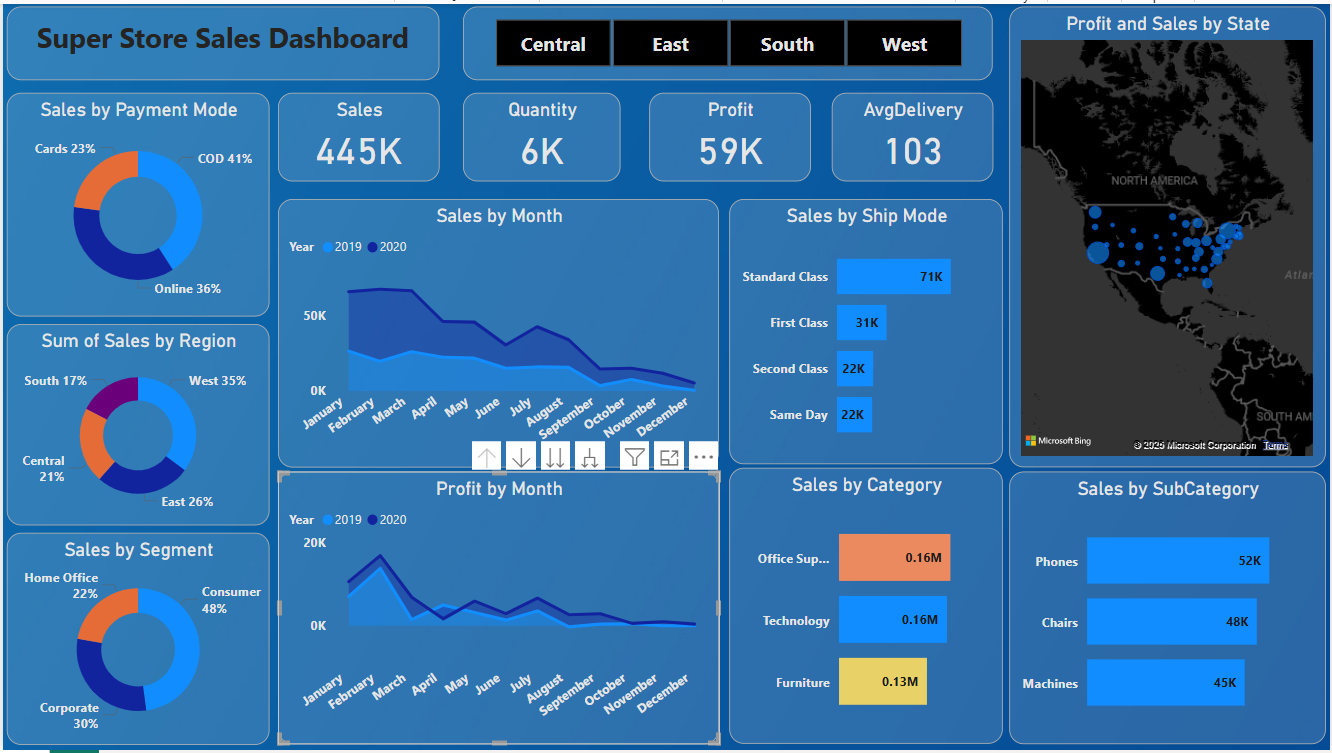 Super Store Sales Dashboard
Central
East
South
West
Profit and Sales by State
NORTH AMERICA
SOUTH AM
Microsoft Bing
Terms
Sales by Payment Mode
Cards 23%
COD 41%
Online 36%
Sales
445K
Quantity
6K
Profit
59K
AvgDelivery
103
Sales by Month
Year
2019
2020
50K
0K
January
February
March
April
May
June
July
August
September
October
November
December
Sales by Ship Mode
Standard Class
71K
First Class
31K
Second Class
22K
Same Day
22K
Sum of Sales by Region
South 17%
West 35%
Central
21%
East 26%
Profit by Month
Year
2019
2020
20K
0K
January
February
March
April
May
June
July
August
September
October
November
December
Sales by Category
Office Sup...
0.16M
Technology
0.16M
Furniture
0.13M
Sales by SubCategory
Phones
52K
Chairs
48K
Machines
45K
Sales by Segment
Home Office
22%
Consumer
48%
Corporate
30%